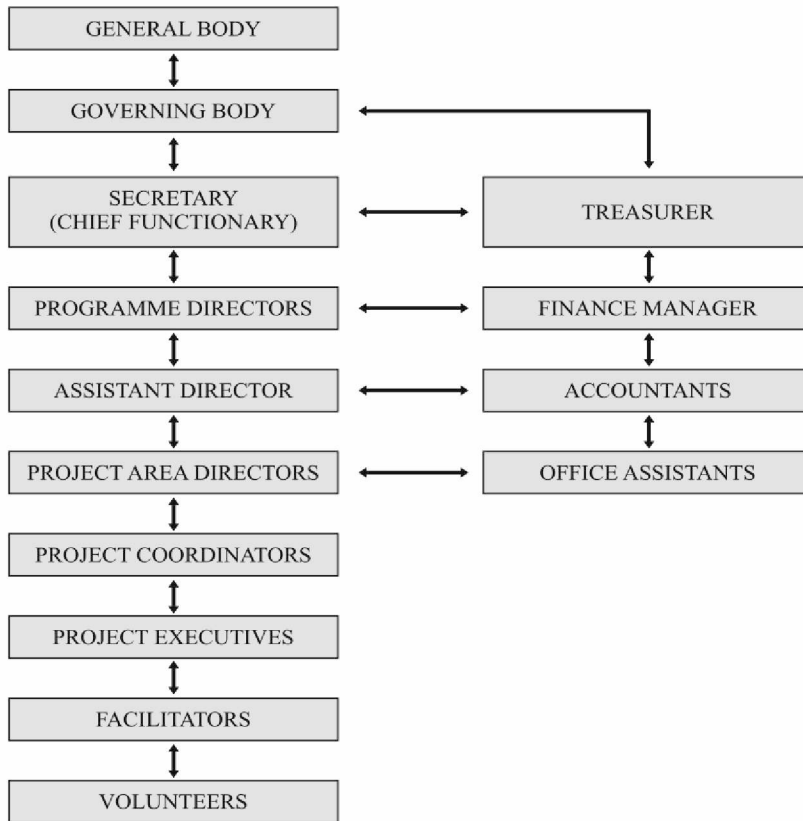 GENERAL BODY
GOVERNING BODY
SECRETARY
(CHIEF FUNCTIONARY)
TREASURER
PROGRAMME DIRECTORS
FINANCE MANAGER
ASSISTANT DIRECTOR
ACCOUNTANTS
PROJECT AREA DIRECTORS
OFFICE ASSISTANTS
PROJECT COORDINATORS
PROJECT EXECUTIVES
FACILITATORS
VOLUNTEERS